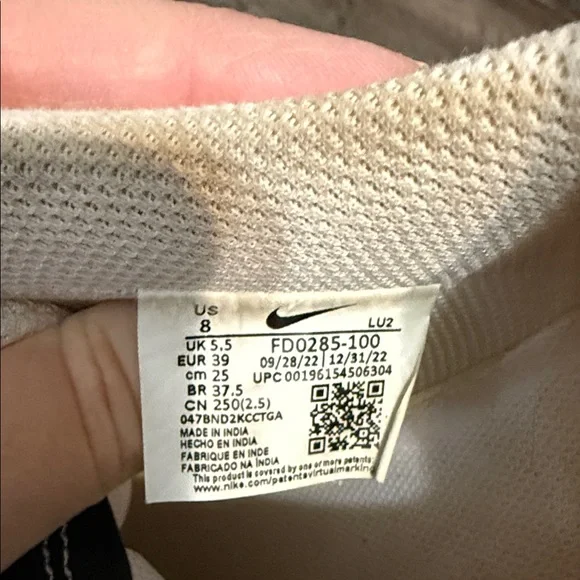 US
8
LU2
UK 5.5
FD0285-100
EUR 39
09/28/22 | 12/31/22
cm 25
UPC 00196154506304
BR 37.5
CN 250(2.5)
047BND2KCCTGA
MADE IN INDIA
HECHO EN INDIA
FABRIQUE EN INDE
FABRICADO NA ÍNDIA
This product is covered by one or more patents:
www.nike.com/patentsvirtualmarking